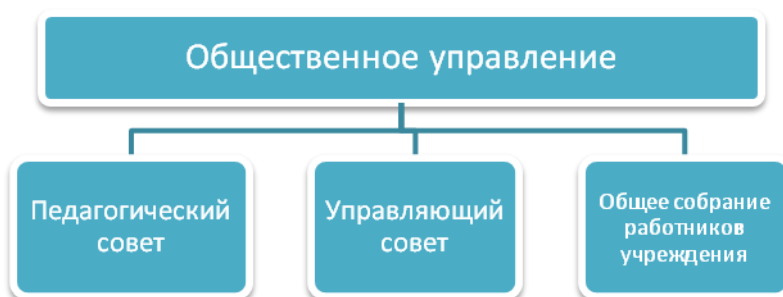 Общественное управление
Педагогический
совет
Управляющий
совет
Общее собрание
работников
учреждения